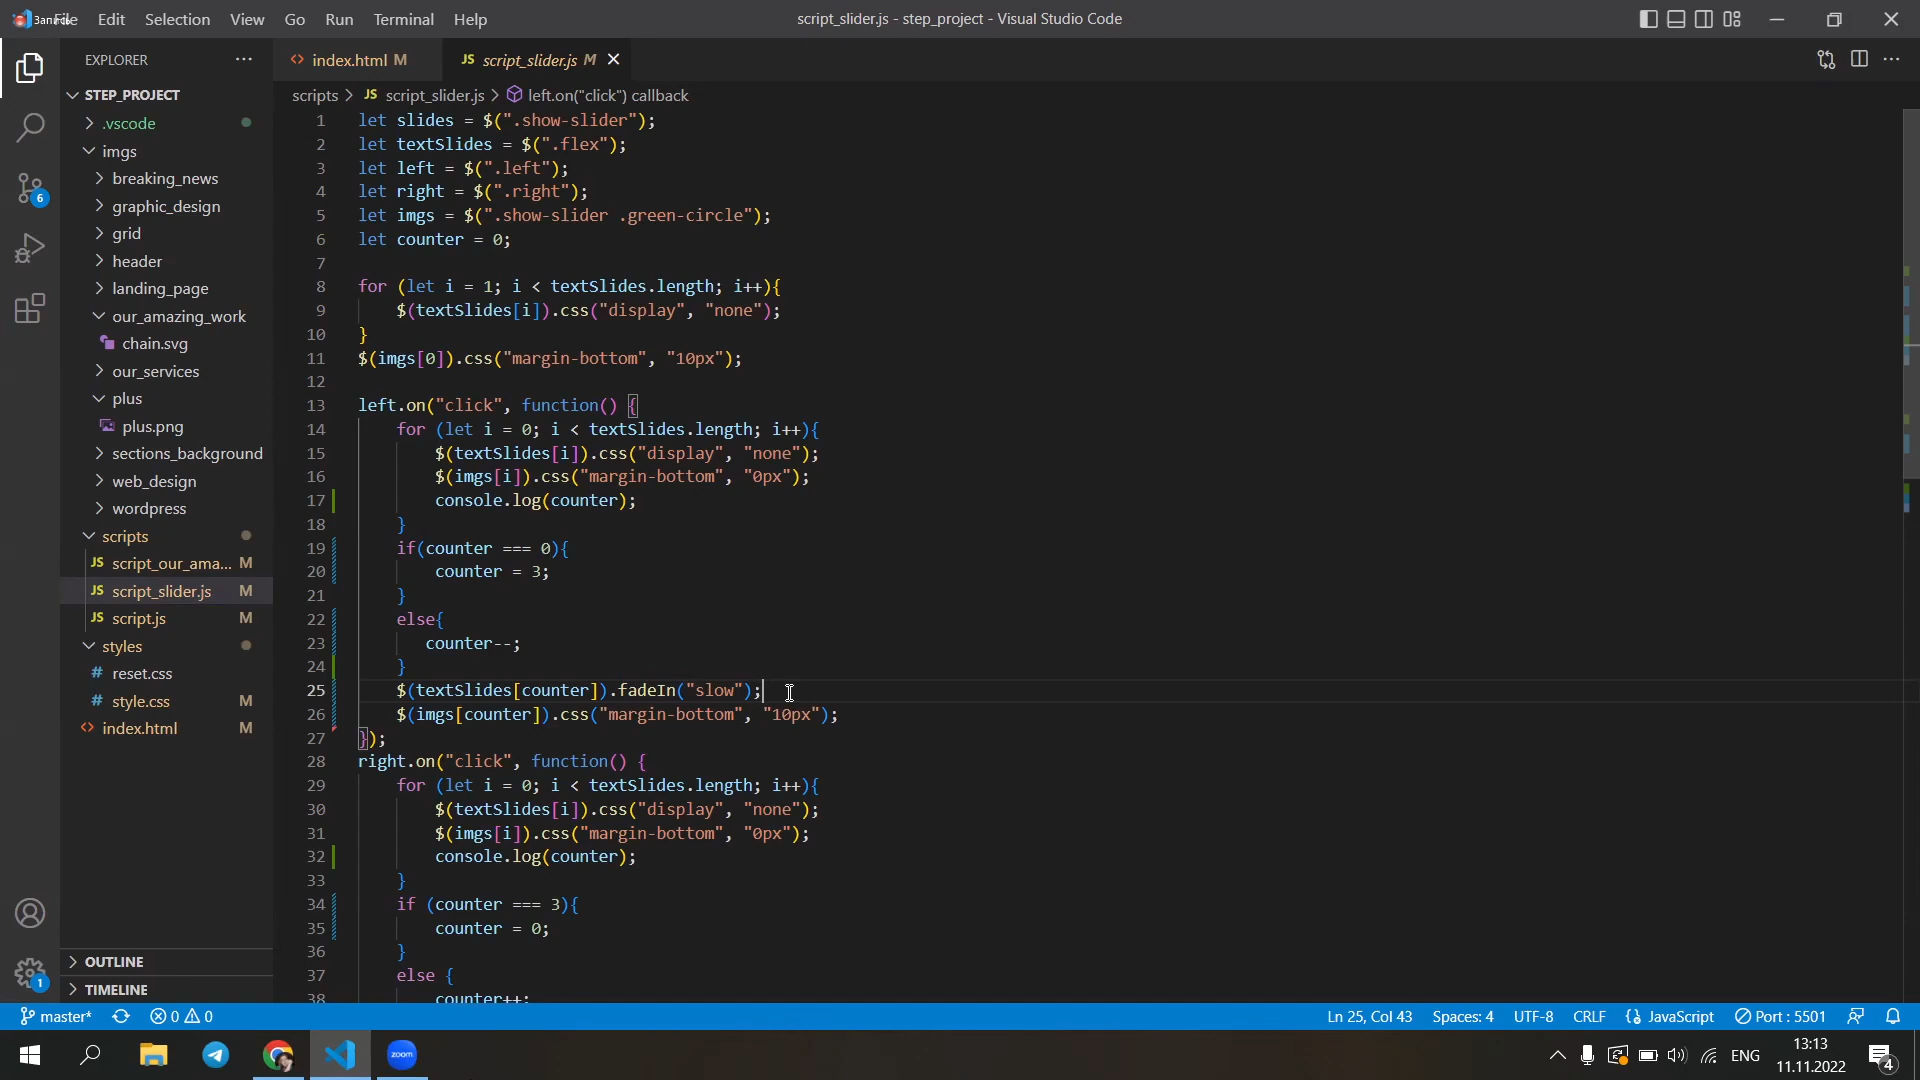 Запись
File Edit Selection View Go Run Terminal Help
script_slider.js - step_project - Visual Studio Code
EXPLORER ···
<> index.html M
JS script_slider.js M
STEP_PROJECT
scripts > JS script_slider.js > left.on("click") callback
.vscode
imgs
breaking_news
graphic_design
grid
header
landing_page
our_amazing_work
chain.svg
our_services
plus
plus.png
sections_background
web_design
wordpress
scripts
JS script_our_ama... M
JS script_slider.js M
JS script.js M
styles
# reset.css
# style.css M
<> index.html M
OUTLINE
TIMELINE
6
1
1 let slides = $(".show-slider");
2 let textSlides = $(".flex");
3 let left = $(".left");
4 let right = $(".right");
5 let imgs = $(".show-slider .green-circle");
6 let counter = 0;
7
8 for (let i = 1; i < textSlides.length; i++){
9 $(textSlides[i]).css("display", "none");
10 }
11 $(imgs[0]).css("margin-bottom", "10px");
12
13 left.on("click", function() {
14 for (let i = 0; i < textSlides.length; i++){
15 $(textSlides[i]).css("display", "none");
16 $(imgs[i]).css("margin-bottom", "0px");
17 console.log(counter);
18 }
19 if(counter === 0){
20 counter = 3;
21 }
22 else{
23 counter--;
24 }
25 $(textSlides[counter]).fadeIn("slow");
26 $(imgs[counter]).css("margin-bottom", "10px");
27 });
28 right.on("click", function() {
29 for (let i = 0; i < textSlides.length; i++){
30 $(textSlides[i]).css("display", "none");
31 $(imgs[i]).css("margin-bottom", "0px");
32 console.log(counter);
33 }
34 if (counter === 3){
35 counter = 0;
36 }
37 else {
38 counter++;
master* 0 0
Ln 25, Col 43 Spaces: 4 UTF-8 CRLF {} JavaScript Port : 5501
zoom
ENG
13:13
11.11.2022
4